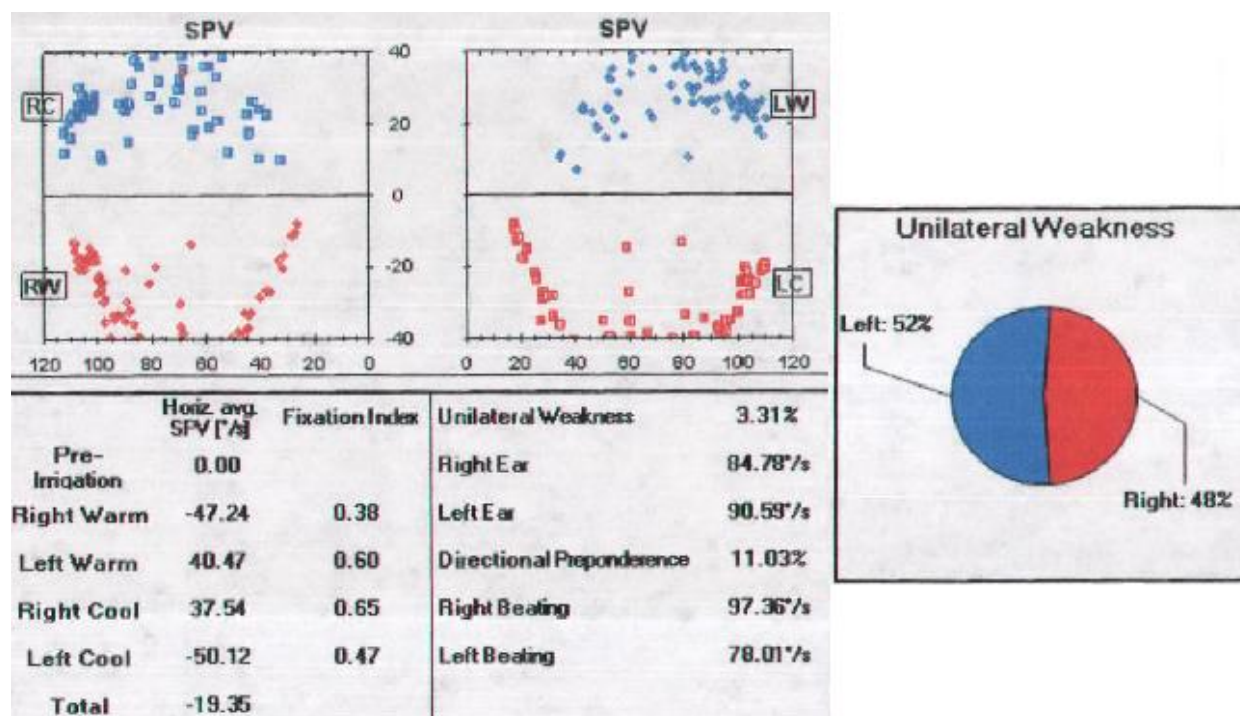 SPV
SPV
40
20
0
-20
-40
RC
RW
LW
LC
120 100 80 60 40 20 0
0 20 40 60 80 100 120
Horiz. avg. SPV [°/s] Fixation Index
Pre-Irrigation 0.00
Right Warm -47.24 0.38
Left Warm 40.47 0.60
Right Cool 37.54 0.65
Left Cool -50.12 0.47
Total -19.35
Unilateral Weakness 3.31%
Right Ear 84.78°/s
Left Ear 90.59°/s
Directional Preponderence 11.03%
Right Beating 97.36°/s
Left Beating 78.01°/s
Unilateral Weakness
Left: 52%
Right: 48%